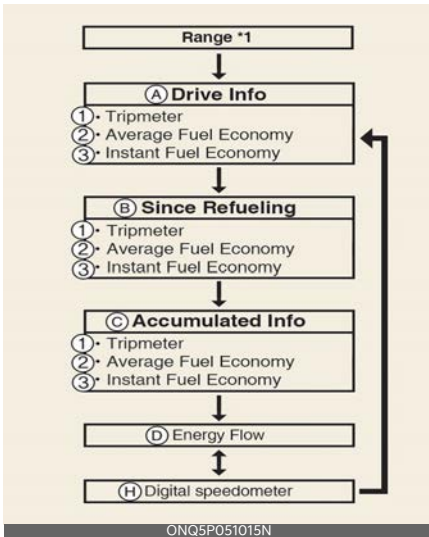 Range *1
Ⓐ Drive Info
①• Tripmeter
②• Average Fuel Economy
③• Instant Fuel Economy
Ⓑ Since Refueling
①• Tripmeter
②• Average Fuel Economy
③• Instant Fuel Economy
Ⓒ Accumulated Info
①• Tripmeter
②• Average Fuel Economy
③• Instant Fuel Economy
Ⓓ Energy Flow
Ⓗ Digital speedometer
ONQ5P051015N